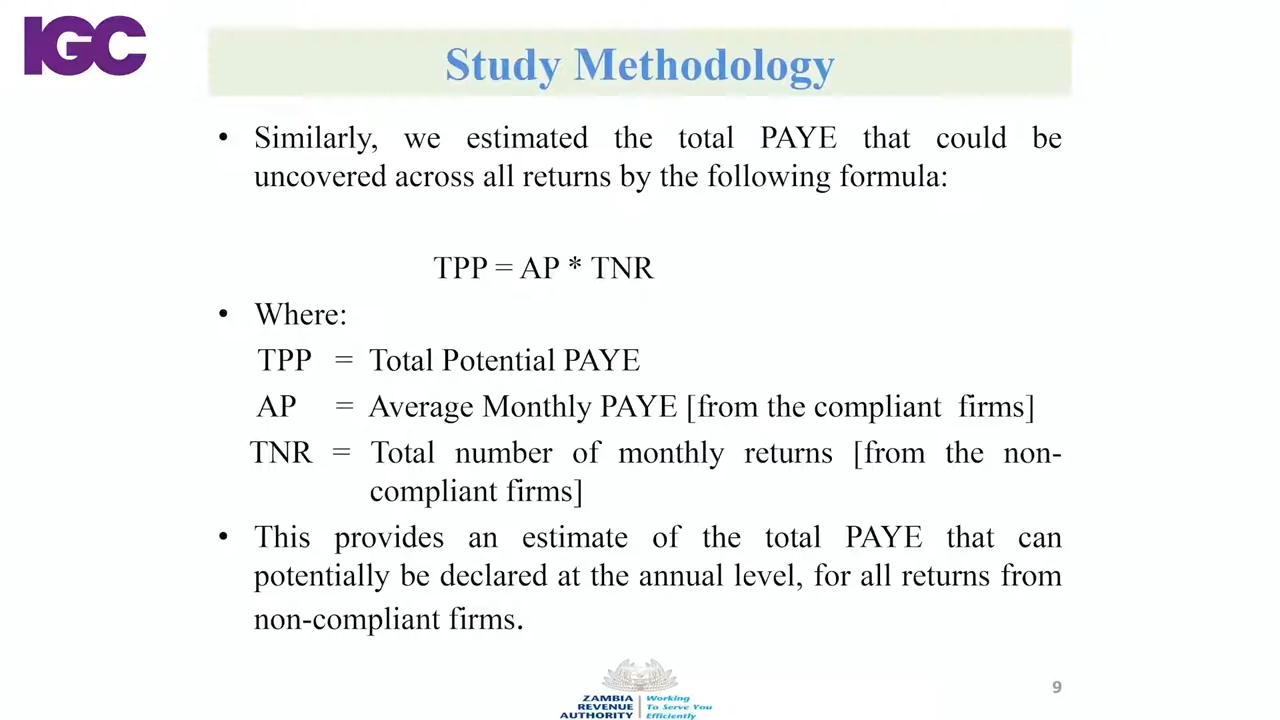 IGC
Study Methodology
• Similarly, we estimated the total PAYE that could be
uncovered across all returns by the following formula:
TPP = AP * TNR
• Where:
TPP = Total Potential PAYE
AP = Average Monthly PAYE [from the compliant firms]
TNR = Total number of monthly returns [from the non-
compliant firms]
• This provides an estimate of the total PAYE that can
potentially be declared at the annual level, for all returns from
non-compliant firms.
ZAMBIA
REVENUE
AUTHORITY
Working
To Serve You
Efficiently
9